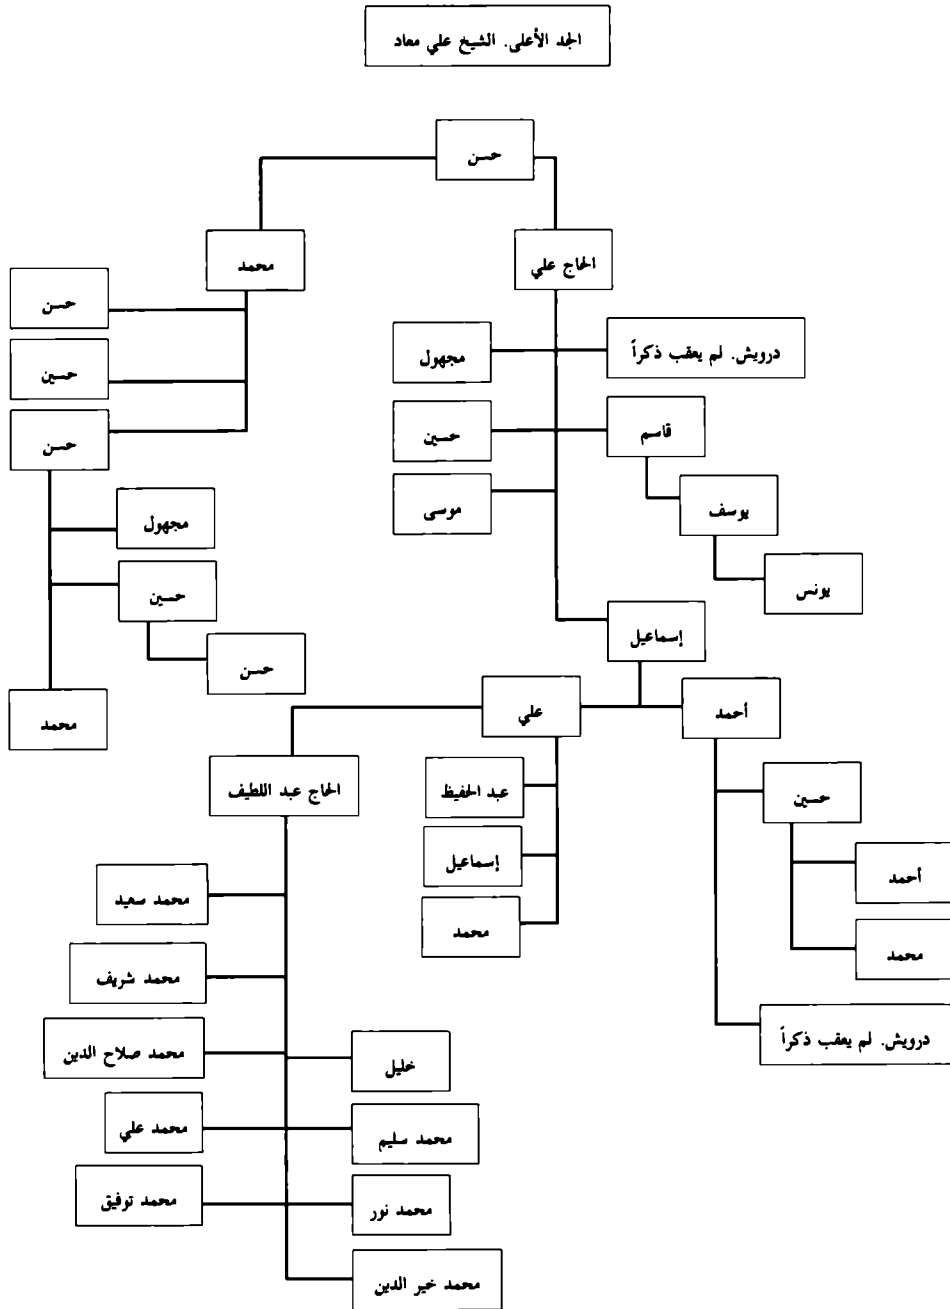 الجد الأعلى. الشيخ علي معاد
حسن
محمد
الحاج علي
حسن
حسين
حسن
مجهول
درويش. لم يعقب ذكراً
حسين
قاسم
موسى
يوسف
يونس
مجهول
حسين
حسن
محمد
إسماعيل
علي
أحمد
الحاج عبد اللطيف
عبد الحفيظ
إسماعيل
محمد
حسين
أحمد
محمد
درويش. لم يعقب ذكراً
محمد سعيد
محمد شريف
محمد صلاح الدين
خليل
محمد علي
محمد سليم
محمد توفيق
محمد نور
محمد خير الدين